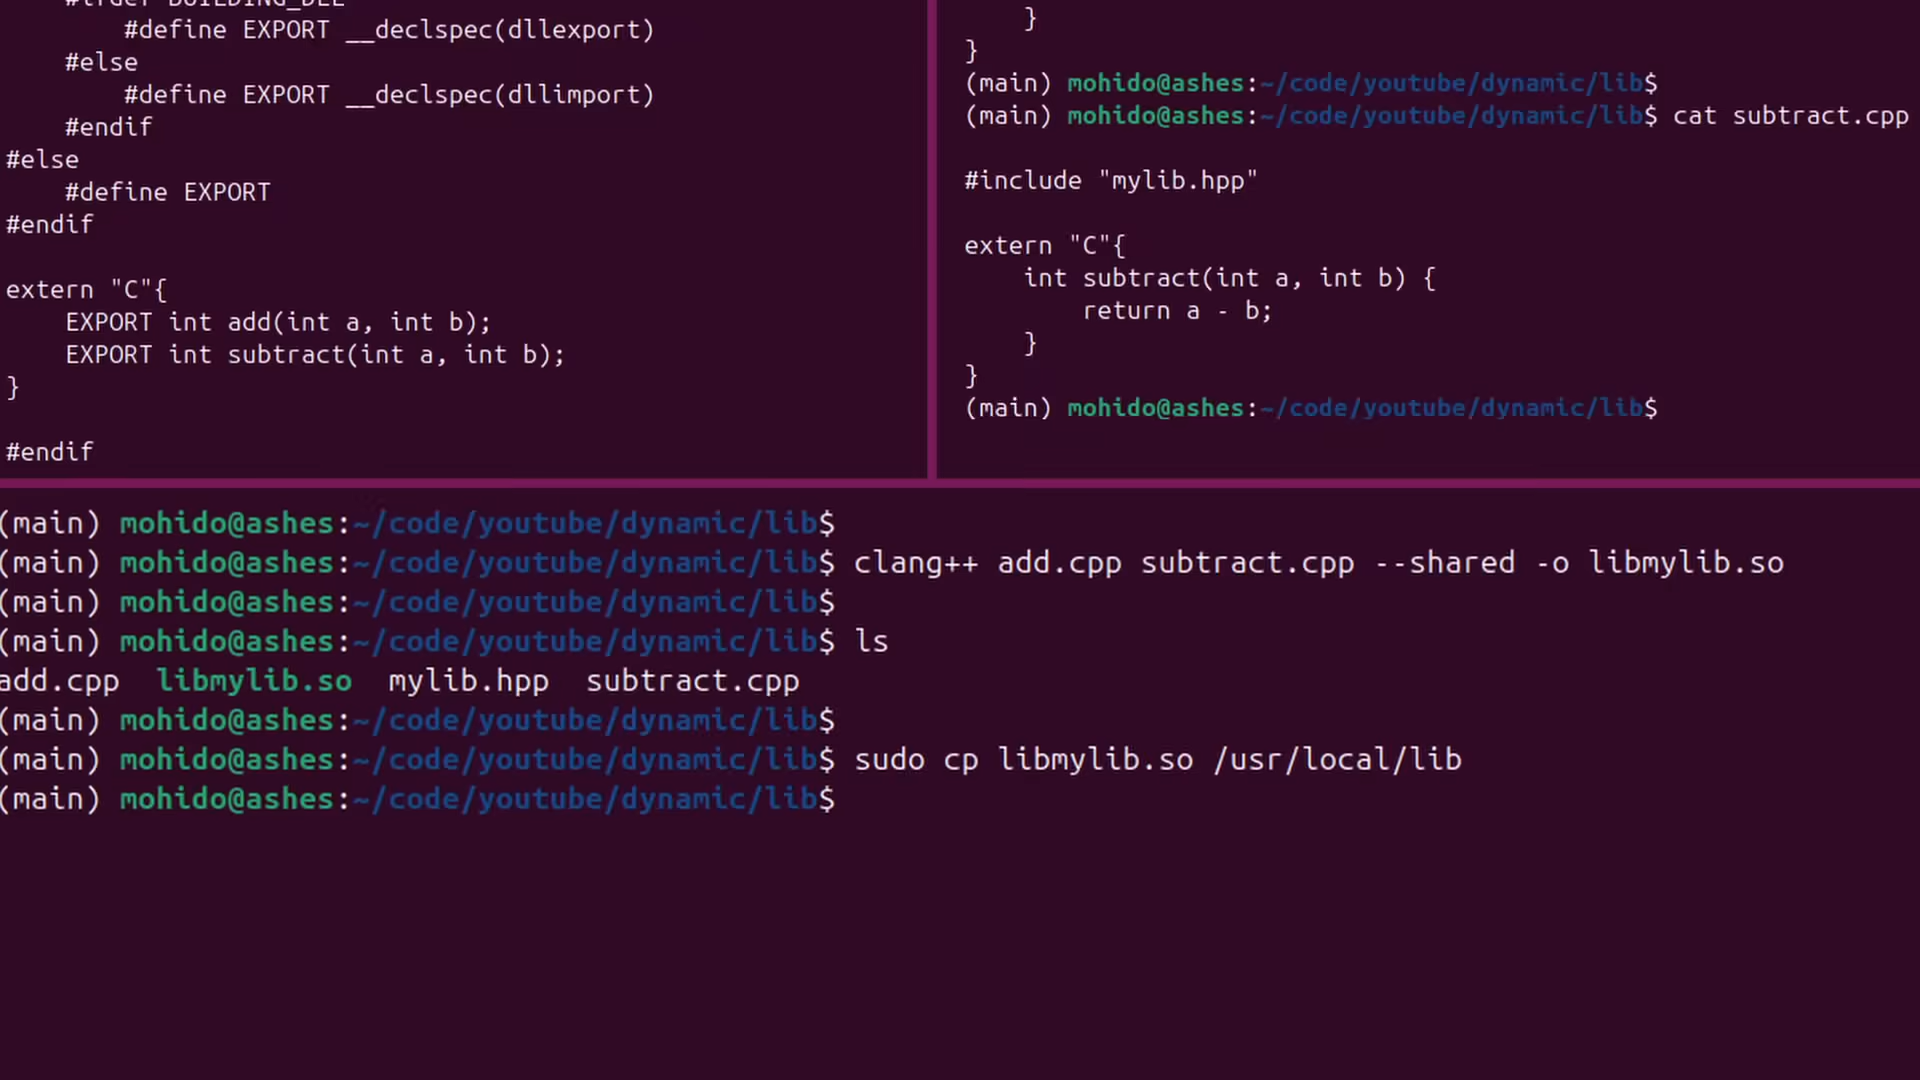 #ifdef BUILDING_DLL
#define EXPORT __declspec(dllexport)
#else
#define EXPORT __declspec(dllimport)
#endif
#else
#define EXPORT
#endif
extern "C"{
EXPORT int add(int a, int b);
EXPORT int subtract(int a, int b);
}
#endif
}
}
(main) mohido@ashes:~/code/youtube/dynamic/lib$
(main) mohido@ashes:~/code/youtube/dynamic/lib$ cat subtract.cpp
#include "mylib.hpp"
extern "C"{
int subtract(int a, int b) {
return a - b;
}
}
(main) mohido@ashes:~/code/youtube/dynamic/lib$
(main) mohido@ashes:~/code/youtube/dynamic/lib$
(main) mohido@ashes:~/code/youtube/dynamic/lib$ clang++ add.cpp subtract.cpp --shared -o libmylib.so
(main) mohido@ashes:~/code/youtube/dynamic/lib$
(main) mohido@ashes:~/code/youtube/dynamic/lib$ ls
add.cpp libmylib.so mylib.hpp subtract.cpp
(main) mohido@ashes:~/code/youtube/dynamic/lib$
(main) mohido@ashes:~/code/youtube/dynamic/lib$ sudo cp libmylib.so /usr/local/lib
(main) mohido@ashes:~/code/youtube/dynamic/lib$